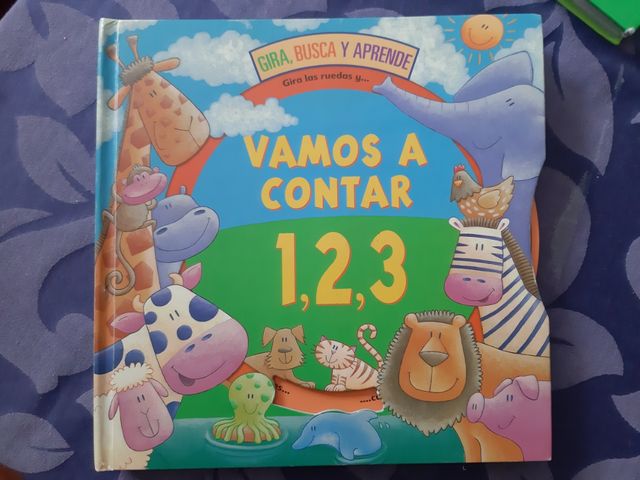 GIRA, BUSCA Y APRENDE
Gira las ruedas y...
VAMOS A
CONTAR
1,2,3